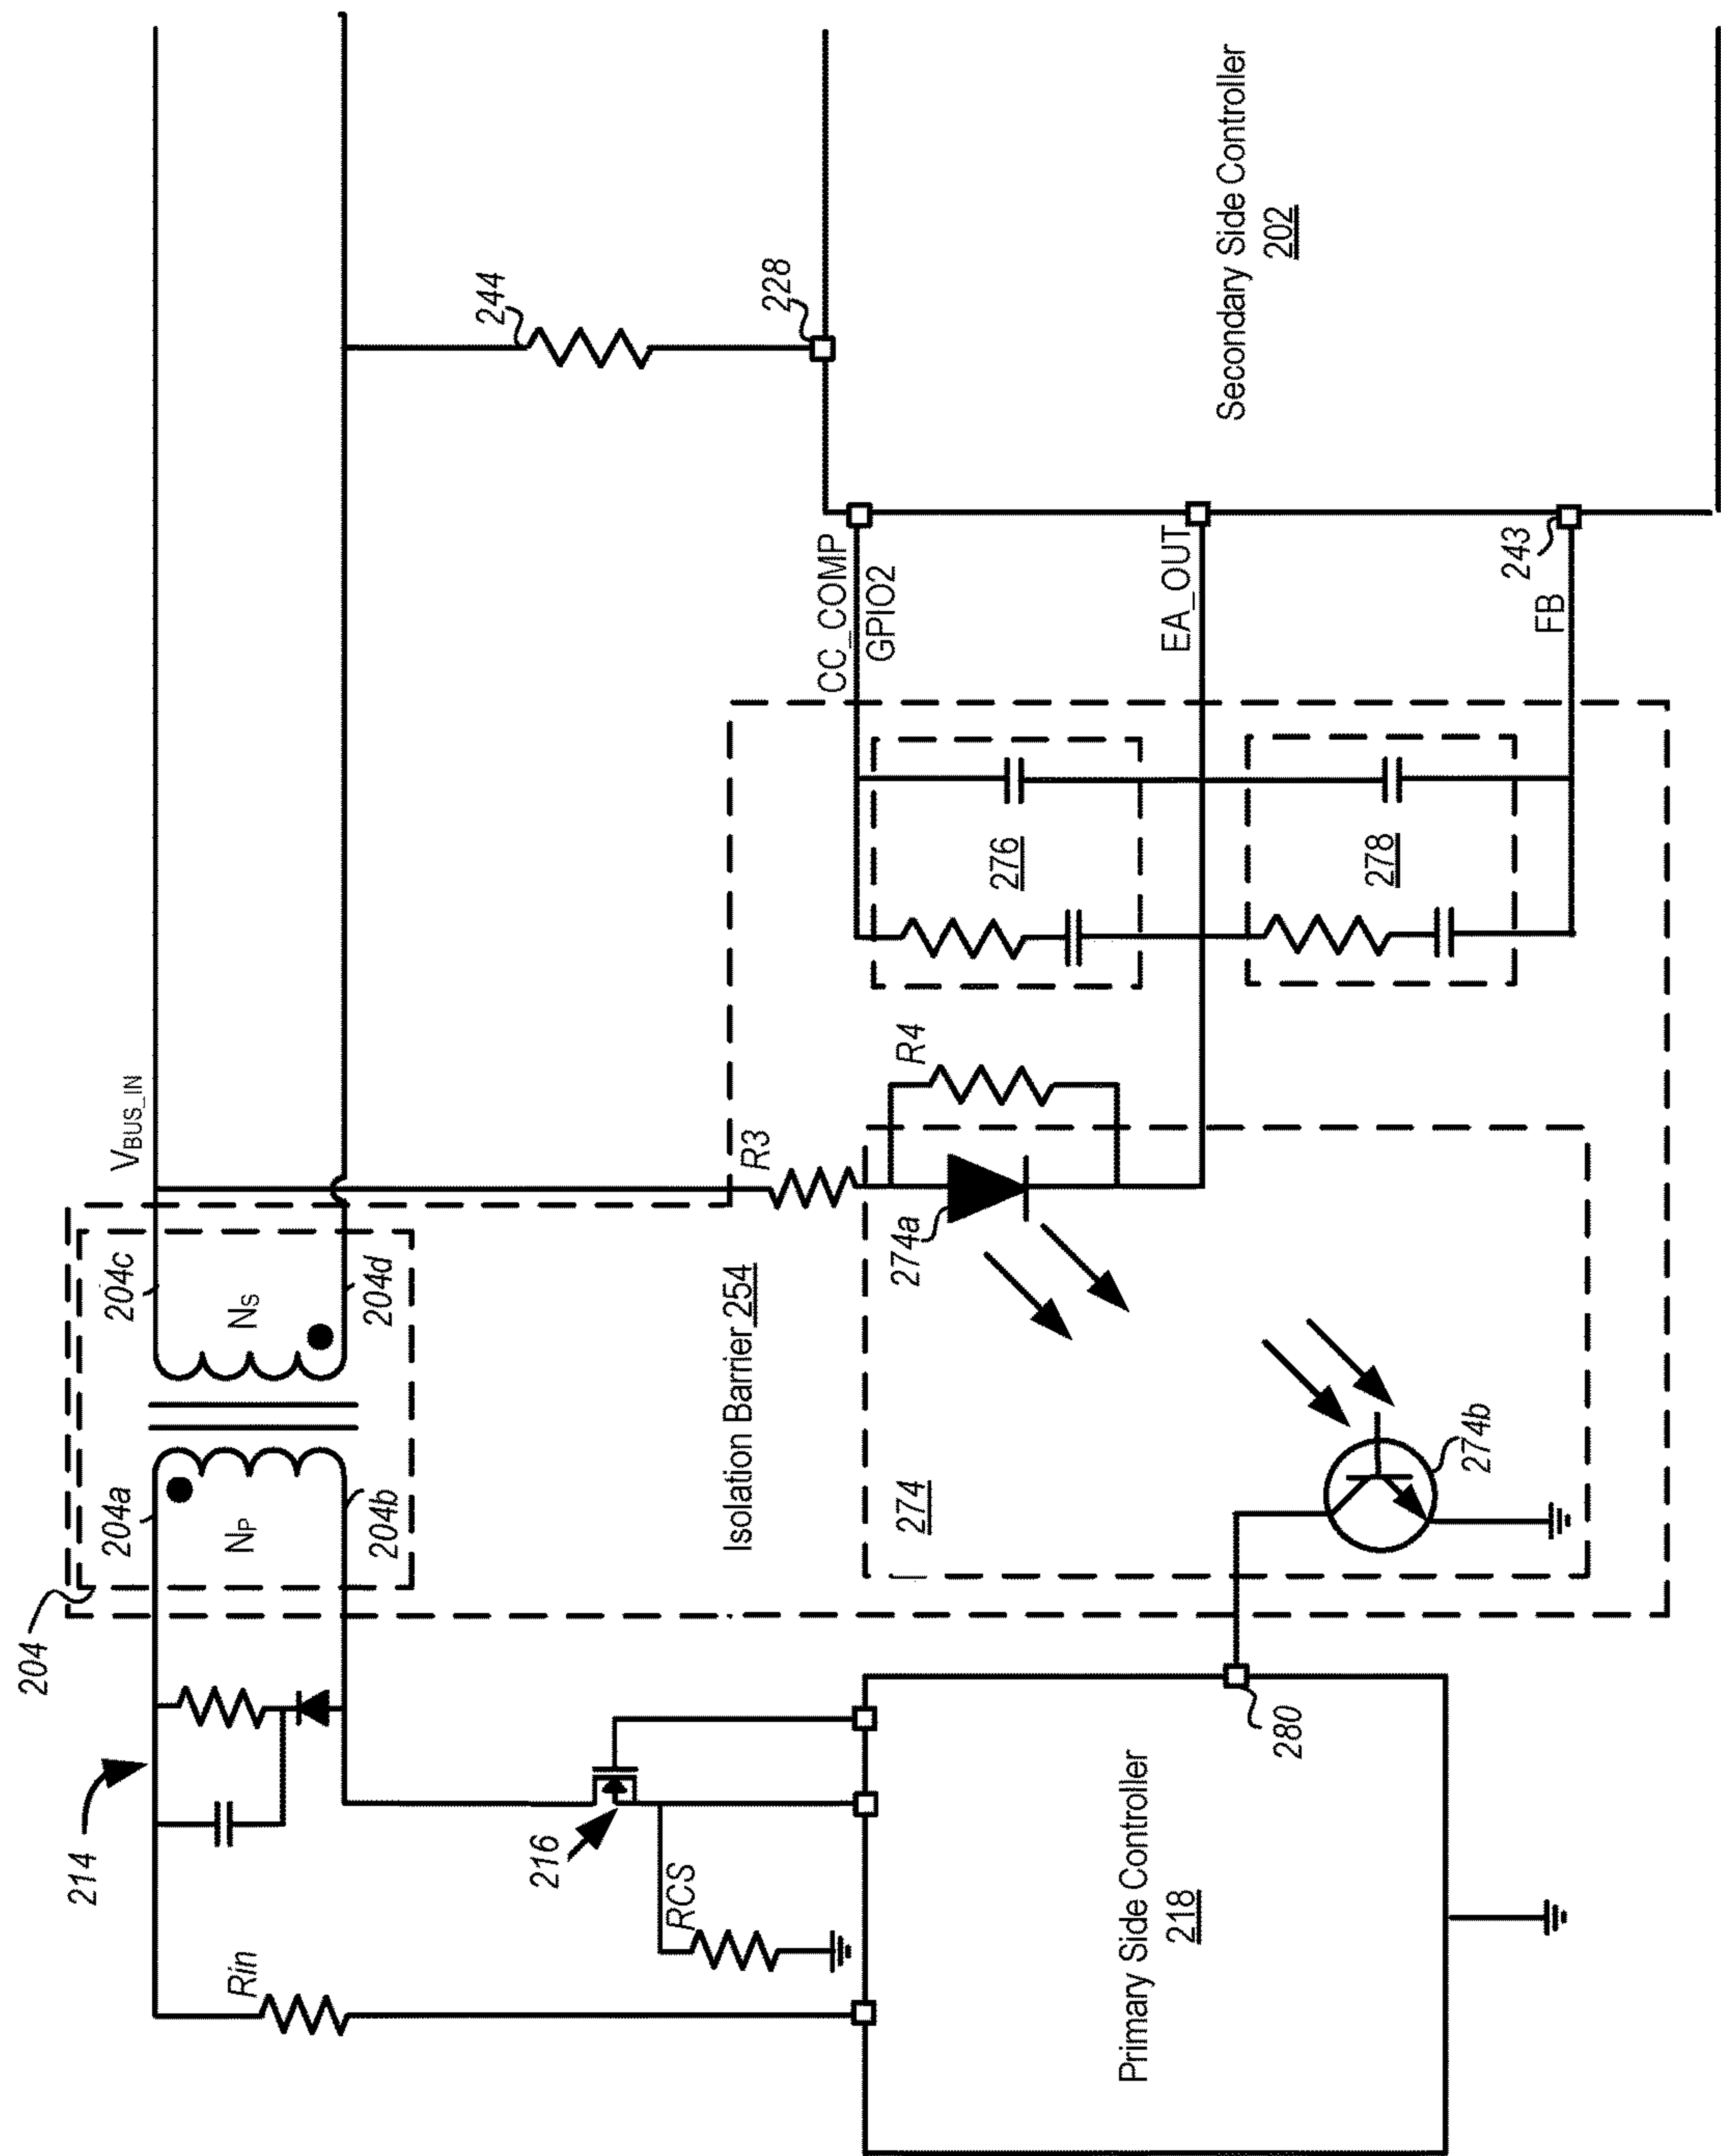 204
214
Rin
216
RCS
Primary Side Controller
218
280
204a
NP
204b
204c
NS
204d
VBUS_IN
Isolation Barrier 254
274
274a
274b
R3
R4
276
278
CC_COMP
GPIO2
EA_OUT
FB
243
244
228
Secondary Side Controller
202